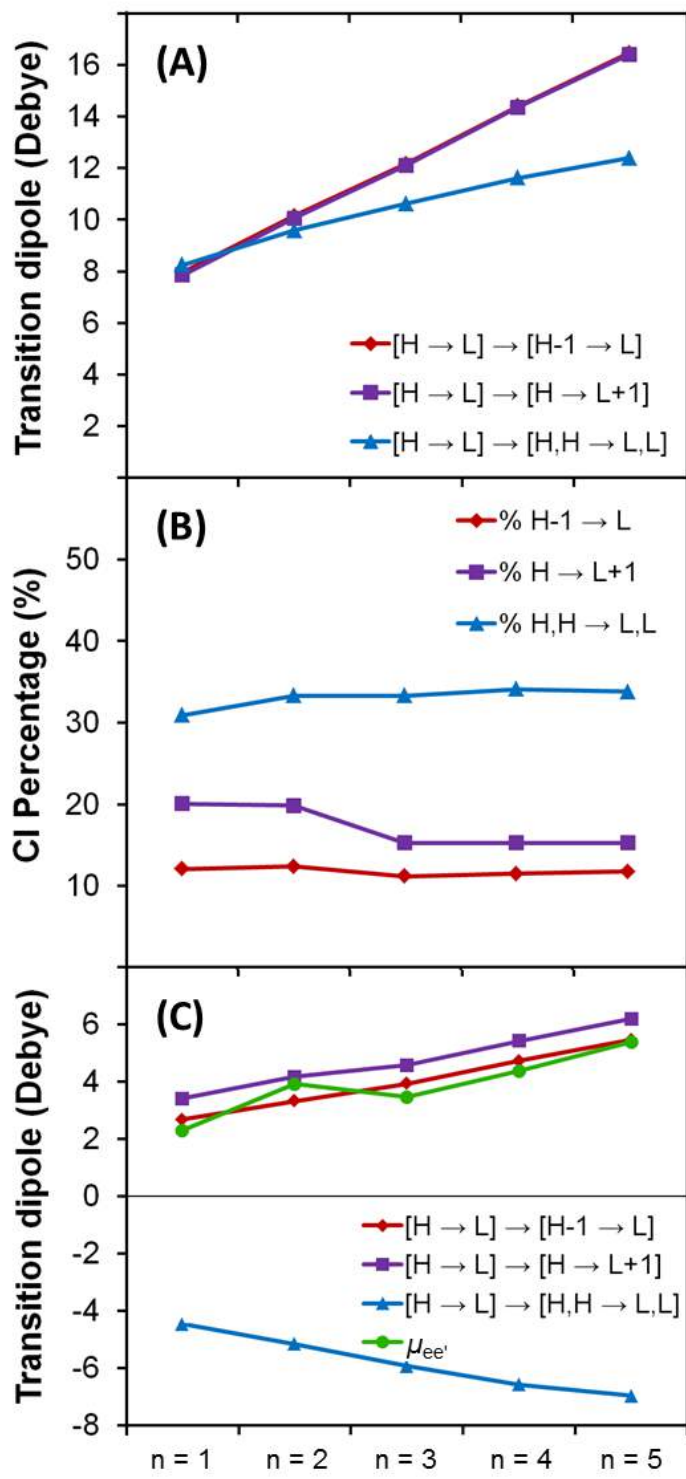 Transition dipole (Debye)
(A)
16
14
12
10
8
6
4
2
[H → L] → [H-1 → L]
[H → L] → [H → L+1]
[H → L] → [H,H → L,L]
CI Percentage (%)
(B)
50
40
30
20
10
% H-1 → L
% H → L+1
% H,H → L,L
Transition dipole (Debye)
(C)
6
4
2
0
-2
-4
-6
-8
[H → L] → [H-1 → L]
[H → L] → [H → L+1]
[H → L] → [H,H → L,L]
μee'
n = 1 n = 2 n = 3 n = 4 n = 5